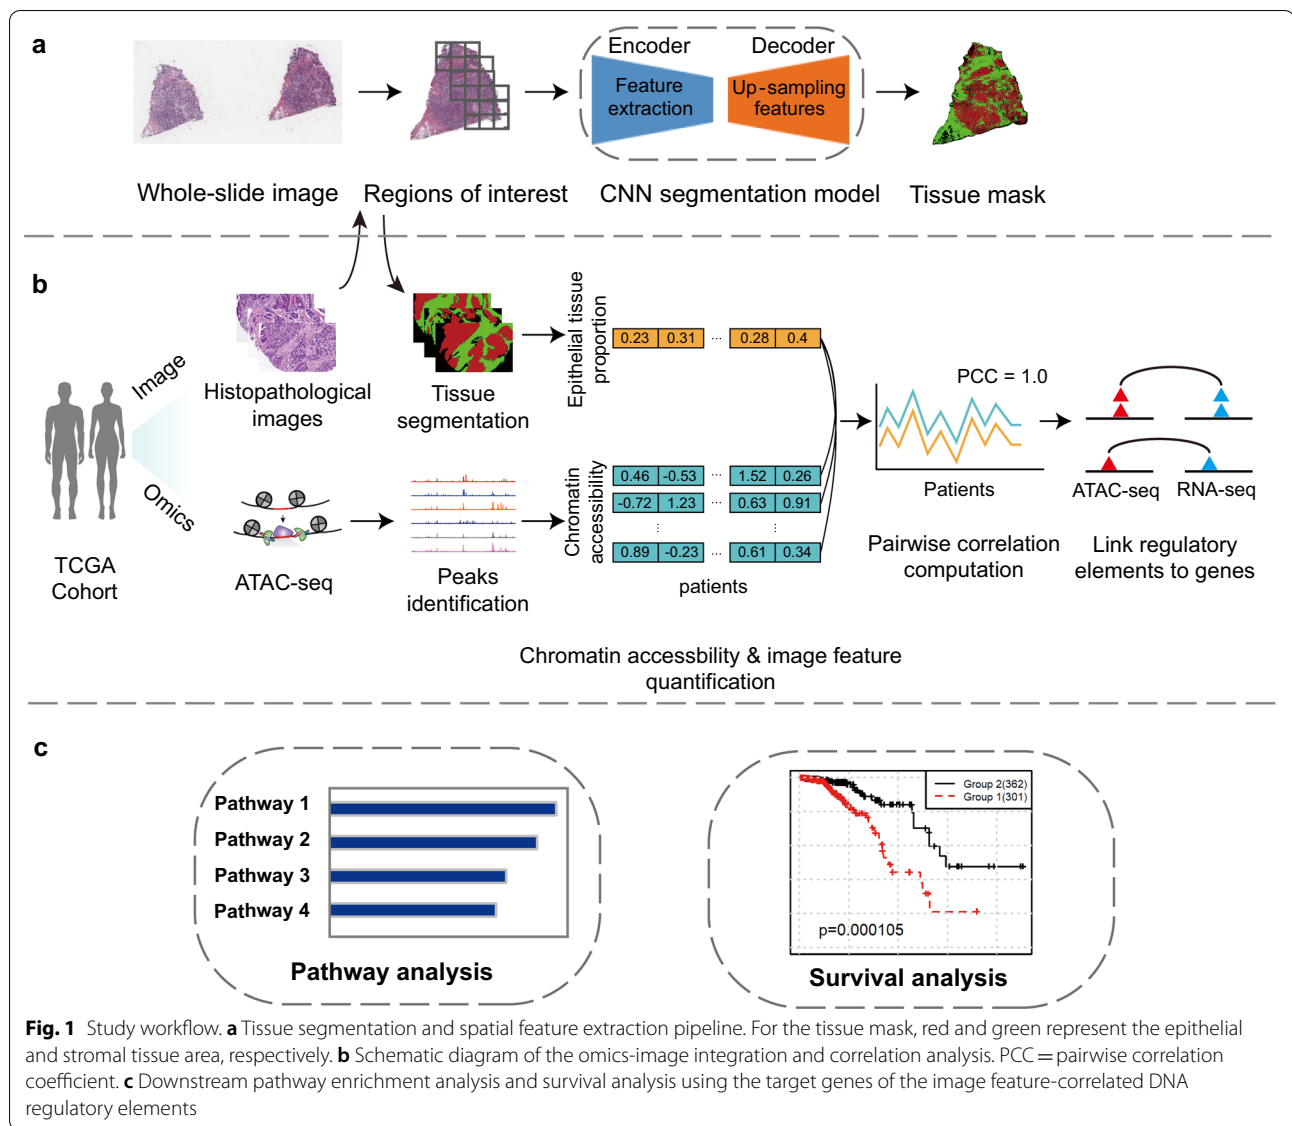 a
Encoder
Decoder
Feature
extraction
Up-sampling
features
Whole-slide image
Regions of interest
CNN segmentation model
Tissue mask
b
Image
Omics
TCGA
Cohort
Histopathological
images
Tissue
segmentation
ATAC-seq
Peaks
identification
Epithelial tissue
proportion
0.23 0.31 ... 0.28 0.4
Chromatin
accessibility
0.46 -0.53 ... 1.52 0.26
-0.72 1.23 ... 0.63 0.91
⋮ ⋮
0.89 -0.23 ... 0.61 0.34
patients
PCC = 1.0
Patients
Pairwise correlation
computation
ATAC-seq RNA-seq
Link regulatory
elements to genes
Chromatin accessbility & image feature
quantification
c
Pathway 1
Pathway 2
Pathway 3
Pathway 4
Pathway analysis
Group 2(362)
Group 1(301)
p=0.000105
Survival analysis
Fig. 1 Study workflow. a Tissue segmentation and spatial feature extraction pipeline. For the tissue mask, red and green represent the epithelial
and stromal tissue area, respectively. b Schematic diagram of the omics-image integration and correlation analysis. PCC = pairwise correlation
coefficient. c Downstream pathway enrichment analysis and survival analysis using the target genes of the image feature-correlated DNA
regulatory elements